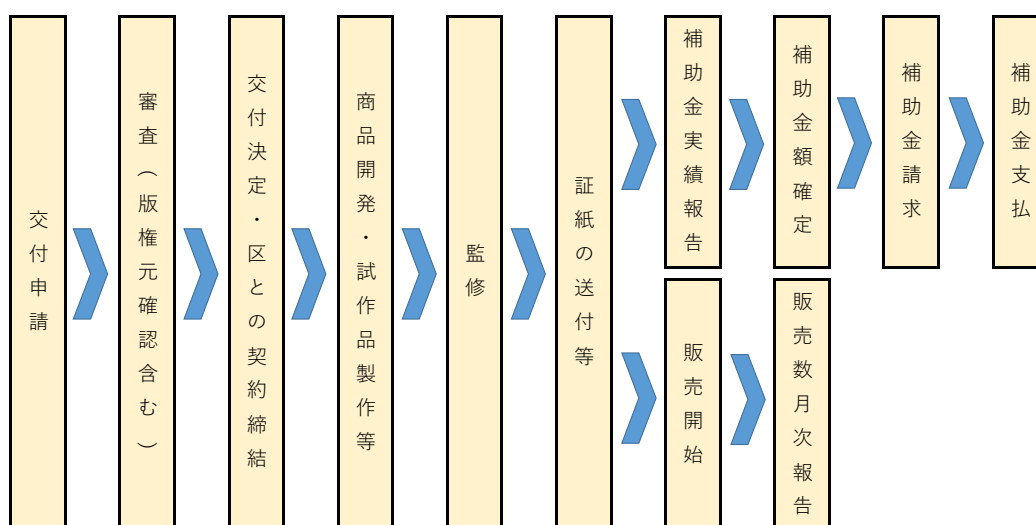 交付申請
審査（版権元確認含む）
交付決定・区との契約締結
商品開発・試作品製作等
監修
証紙の送付等
補助金実績報告
補助金額確定
補助金請求
補助金支払
販売開始
販売数月次報告